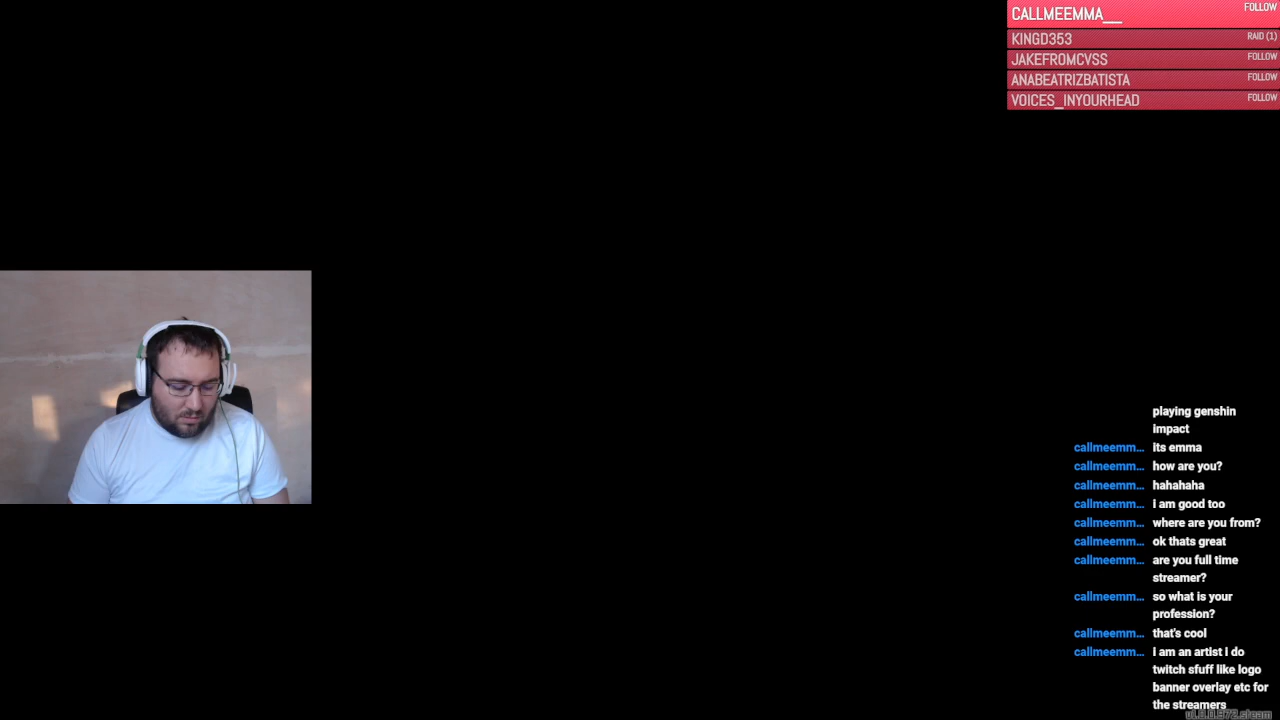 CALLMEEMMA__ FOLLOW
KINGD353 RAID (1)
JAKEFROMCVSS FOLLOW
ANABEATRIZBATISTA FOLLOW
VOICES_INYOURHEAD FOLLOW
playing genshin
impact
callmeemm... its emma
callmeemm... how are you?
callmeemm... hahahaha
callmeemm... i am good too
callmeemm... where are you from?
callmeemm... ok thats great
callmeemm... are you full time
streamer?
callmeemm... so what is your
profession?
callmeemm... that's cool
callmeemm... i am an artist i do
twitch sfuff like logo
banner overlay etc for
the streamers